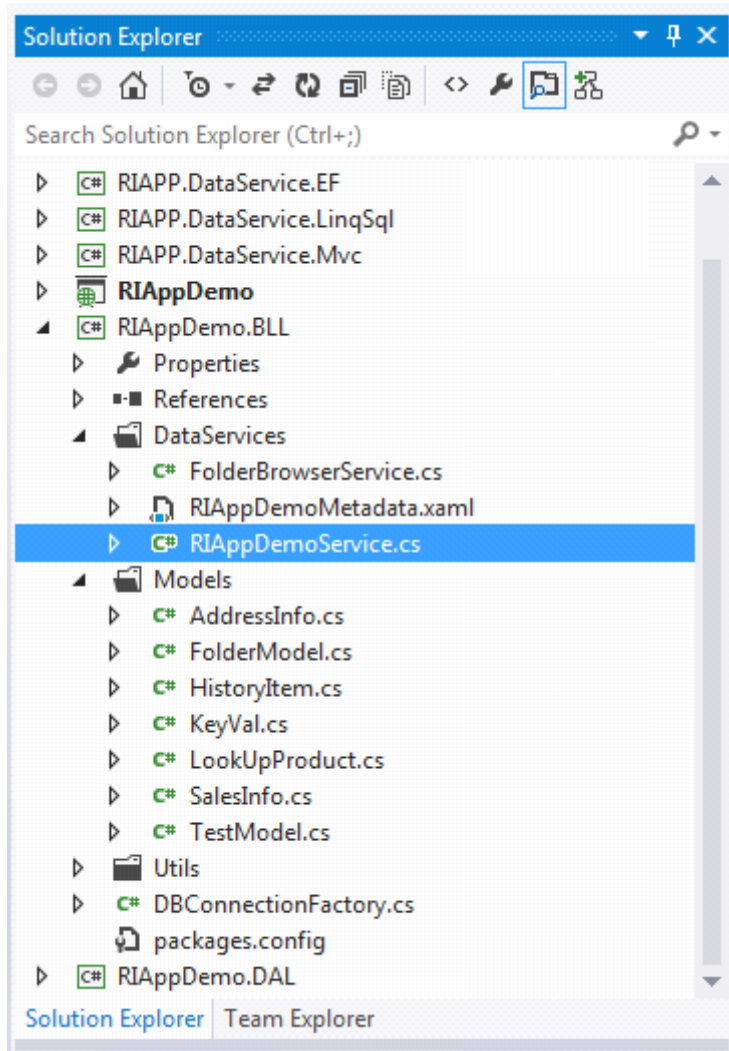 Solution Explorer
Search Solution Explorer (Ctrl+;)
C# RIAPP.DataService.EF
C# RIAPP.DataService.LinqSql
C# RIAPP.DataService.Mvc
RIAppDemo
C# RIAppDemo.BLL
Properties
References
DataServices
C# FolderBrowserService.cs
RIAppDemoMetadata.xaml
C# RIAppDemoService.cs
Models
C# AddressInfo.cs
C# FolderModel.cs
C# HistoryItem.cs
C# KeyVal.cs
C# LookUpProduct.cs
C# SalesInfo.cs
C# TestModel.cs
Utils
C# DBConnectionFactory.cs
packages.config
C# RIAppDemo.DAL
Solution Explorer Team Explorer